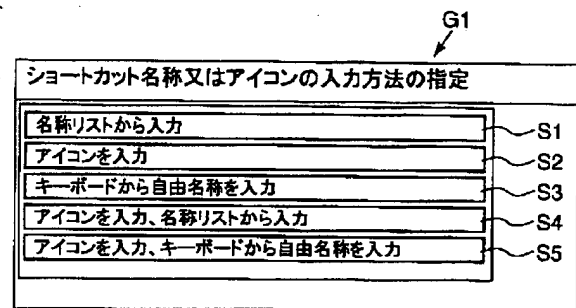 G1
ショートカット名称又はアイコンの入力方法の指定
名称リストから入力 S1
アイコンを入力 S2
キーボードから自由名称を入力 S3
アイコンを入力、名称リストから入力 S4
アイコンを入力、キーボードから自由名称を入力 S5